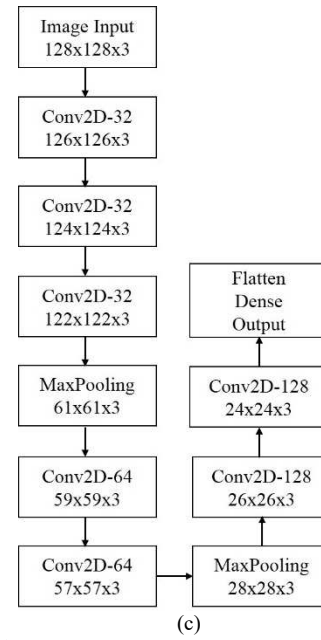 Image Input
128x128x3
Conv2D-32
126x126x3
Conv2D-32
124x124x3
Conv2D-32
122x122x3
MaxPooling
61x61x3
Conv2D-64
59x59x3
Conv2D-64
57x57x3
MaxPooling
28x28x3
Conv2D-128
26x26x3
Conv2D-128
24x24x3
Flatten
Dense
Output
(c)